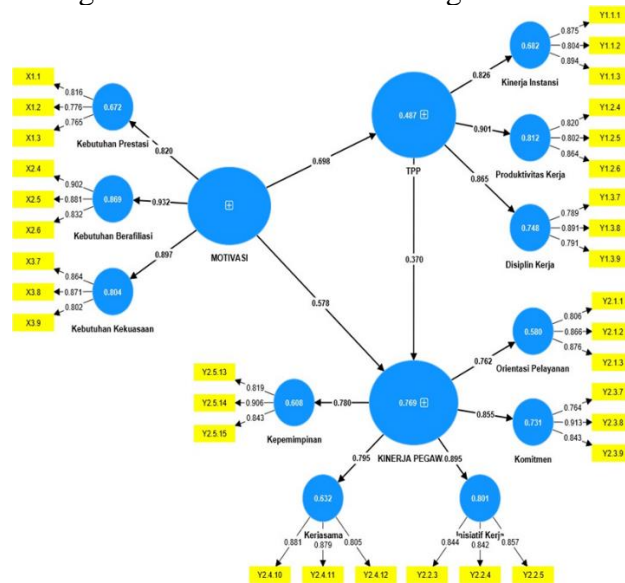 Y1.1.1
0.875
0.682
0.804
Y1.1.2
0.894
Y1.1.3
Kinerja Instansi
0.826
X1.1
0.816
X1.2
0.776
0.672
0.765
X1.3
Kebutuhan Prestasi
0.820
0.487
TPP
Y1.2.4
0.820
0.901
0.812
0.802
Y1.2.5
0.864
Y1.2.6
Produktivitas Kerja
0.698
0.865
X2.4
0.902
X2.5
0.881
0.869
0.932
0.832
X2.6
Kebutuhan Berafiliasi
MOTIVASI
Y1.3.7
0.789
0.748
0.891
Y1.3.8
0.791
Y1.3.9
Disiplin Kerja
0.897
0.370
X3.7
0.864
X3.8
0.871
0.804
0.802
X3.9
Kebutuhan Kekuasaan
0.578
Y2.1.1
0.806
0.580
0.866
Y2.1.2
0.876
Y2.1.3
Orientasi Pelayanan
0.762
Y2.5.13
0.819
Y2.5.14
0.906
0.608
0.780
0.843
Y2.5.15
Kepemimpinan
0.769
KINERJA PEGAW
0.855
Y2.3.7
0.764
0.731
0.913
Y2.3.8
0.843
Y2.3.9
Komitmen
0.795
0.895
0.632
Kerjasama
0.801
Inisiatif Kerja
0.881
0.879
0.805
0.844
0.842
0.857
Y2.4.10
Y2.4.11
Y2.4.12
Y2.2.3
Y2.2.4
Y2.2.5